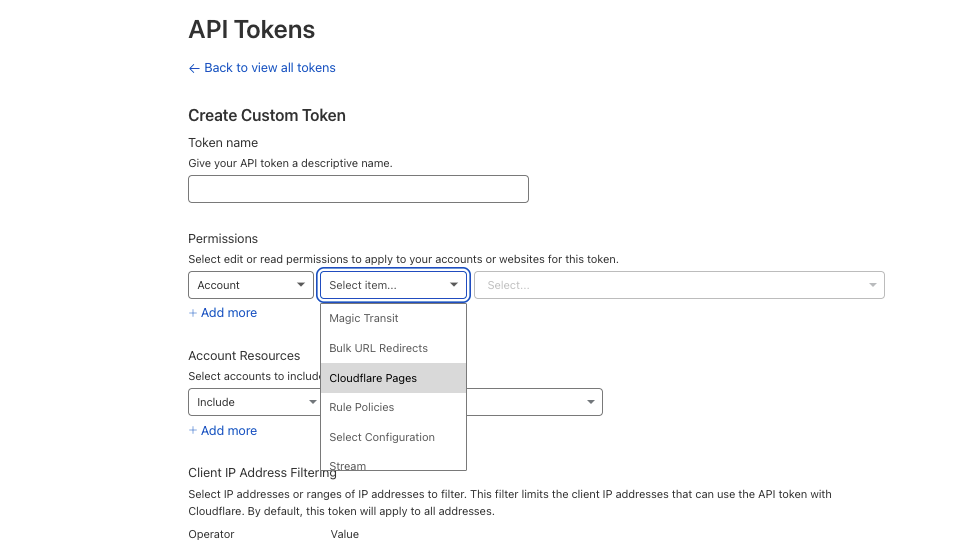 API Tokens
← Back to view all tokens
Create Custom Token
Token name
Give your API token a descriptive name.
Permissions
Select edit or read permissions to apply to your accounts or websites for this token.
Account Select item... Select...
+ Add more
Magic Transit
Bulk URL Redirects
Cloudflare Pages
Rule Policies
Select Configuration
Stream
Account Resources
Select accounts to include
Include
+ Add more
Client IP Address Filtering
Select IP addresses or ranges of IP addresses to filter. This filter limits the client IP addresses that can use the API token with
Cloudflare. By default, this token will apply to all addresses.
Operator Value